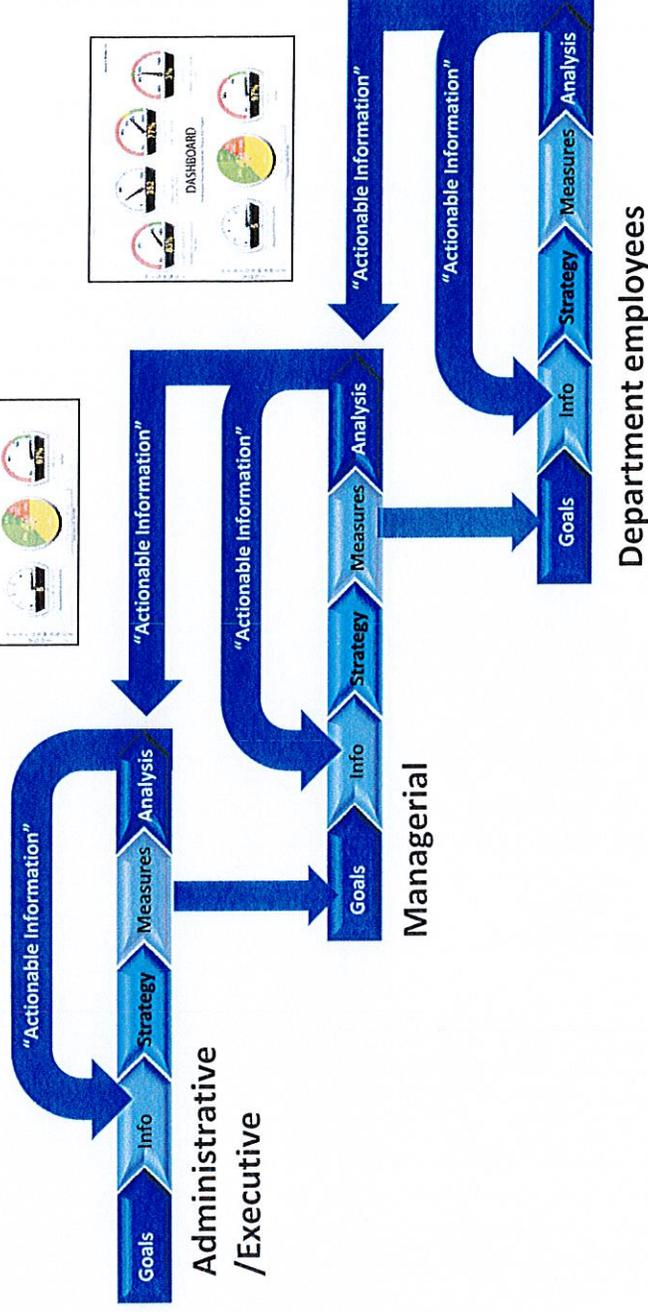 "Actionable Information"
Goals
Info
Strategy
Measures
Analysis
Administrative
/Executive
"Actionable Information"
"Actionable Information"
Goals
Info
Strategy
Measures
Analysis
Managerial
DASHBOARD
"Actionable Information"
"Actionable Information"
Goals
Info
Strategy
Measures
Analysis
Department employees